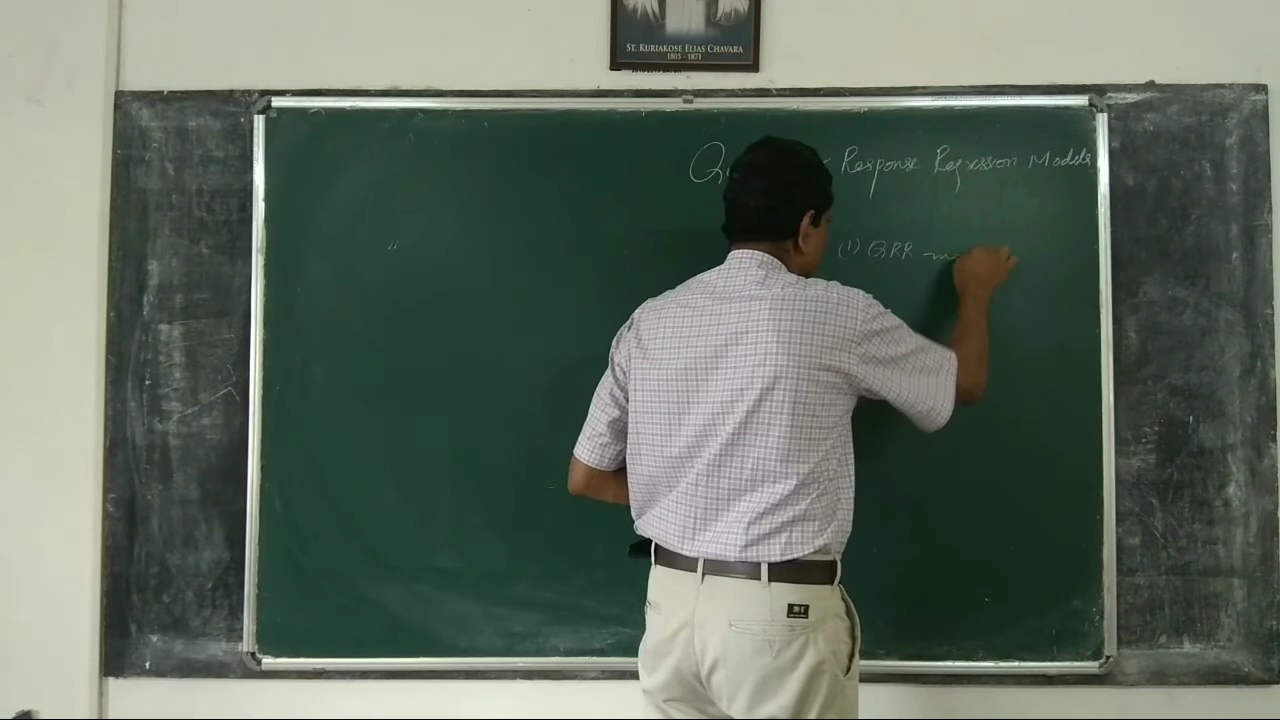 ST. KURIAKOSE ELIAS CHAVARA
1805 - 1871
Response Regression Models
(1) QRR